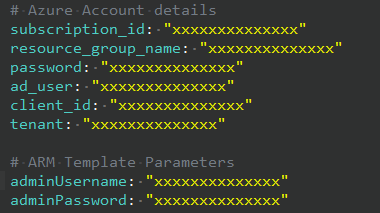 # Azure Account details
subscription_id: "xxxxxxxxxxxxxx"
resource_group_name: "xxxxxxxxxxxxxx"
password: "xxxxxxxxxxxxxx"
ad_user: "xxxxxxxxxxxxxx"
client_id: "xxxxxxxxxxxxxx"
tenant: "xxxxxxxxxxxxxx"
# ARM Template Parameters
adminUsername: "xxxxxxxxxxxxxx"
adminPassword: "xxxxxxxxxxxxxx"